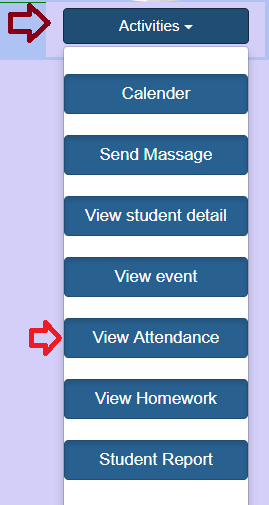 Activities
Calender
Send Massage
View student detail
View event
View Attendance
View Homework
Student Report